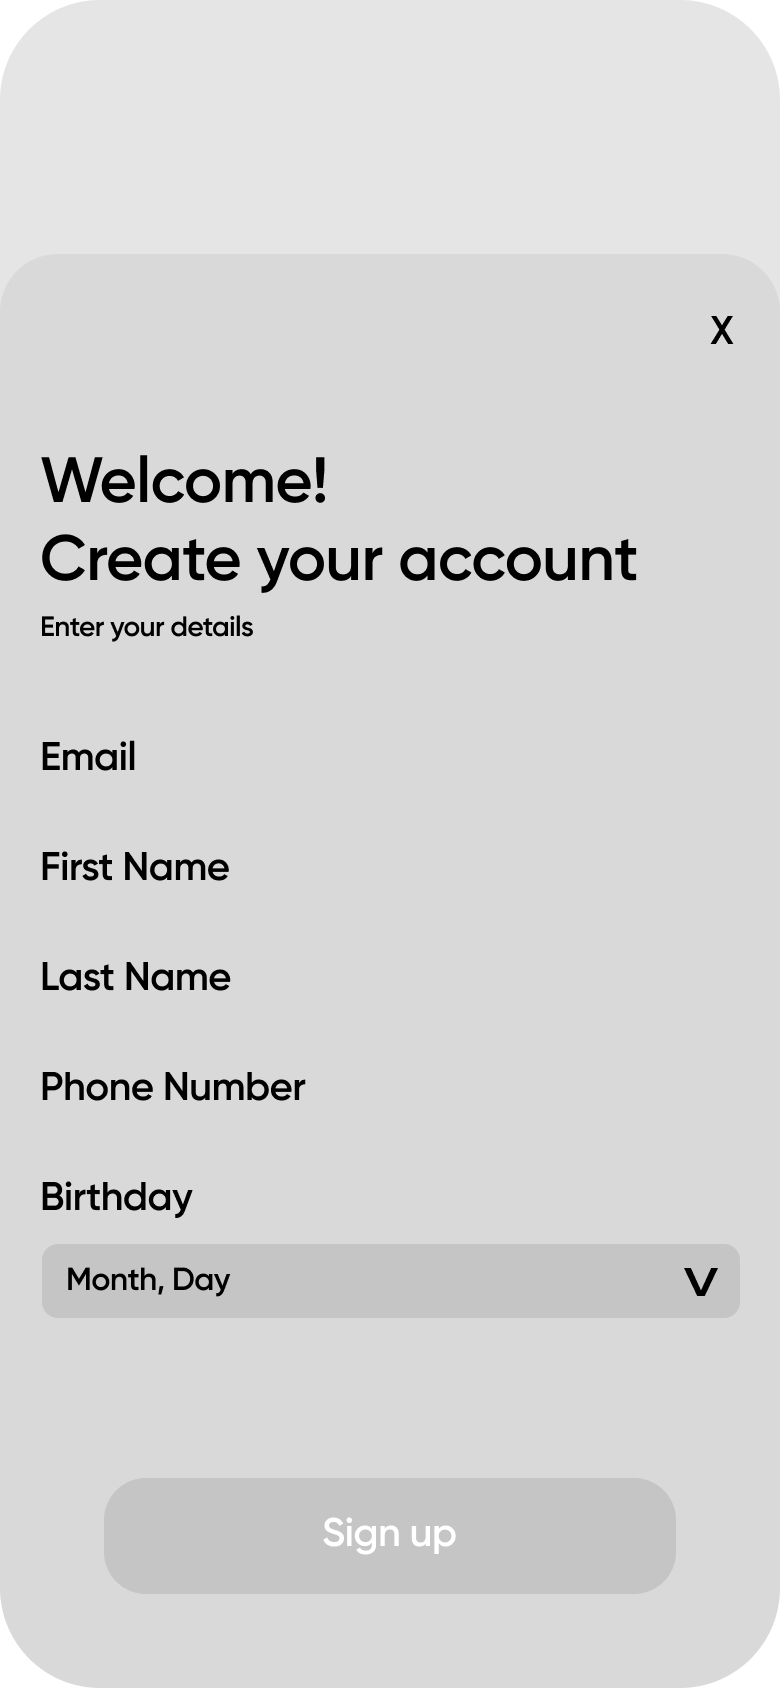 X
Welcome!
Create your account
Enter your details
Email
First Name
Last Name
Phone Number
Birthday
Month, Day V
Sign up